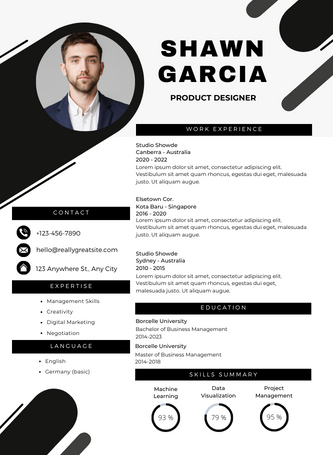 SHAWN
GARCIA
PRODUCT DESIGNER
WORK EXPERIENCE
Studio Showde
Canberra - Australia
2020 - 2022
Lorem ipsum dolor sit amet, consectetur adipiscing elit.
Vestibulum sit amet quam rhoncus, egestas dui eget, malesuada
justo. Ut aliquam augue.
Elsetown Cor.
Kota Baru - Singapore
2016 - 2020
Lorem ipsum dolor sit amet, consectetur adipiscing elit.
Vestibulum sit amet quam rhoncus, egestas dui eget,
malesuada justo. Ut aliquam augue.
Studio Showde
Sydney - Australia
2010 - 2015
Lorem ipsum dolor sit amet, consectetur adipiscing elit.
Vestibulum sit amet quam rhoncus, egestas dui eget,
malesuada justo. Ut aliquam augue.
CONTACT
+123-456-7890
hello@reallygreatsite.com
123 Anywhere St., Any City
EXPERTISE
Management Skills
Creativity
Digital Marketing
Negotiation
LANGUAGE
English
Germany (basic)
EDUCATION
Borcelle University
Bachelor of Business Management
2014-2023
Borcelle University
Master of Business Management
2014-2018
SKILLS SUMMARY
Machine
Learning
93 %
Data
Visualization
79 %
Project
Management
95 %